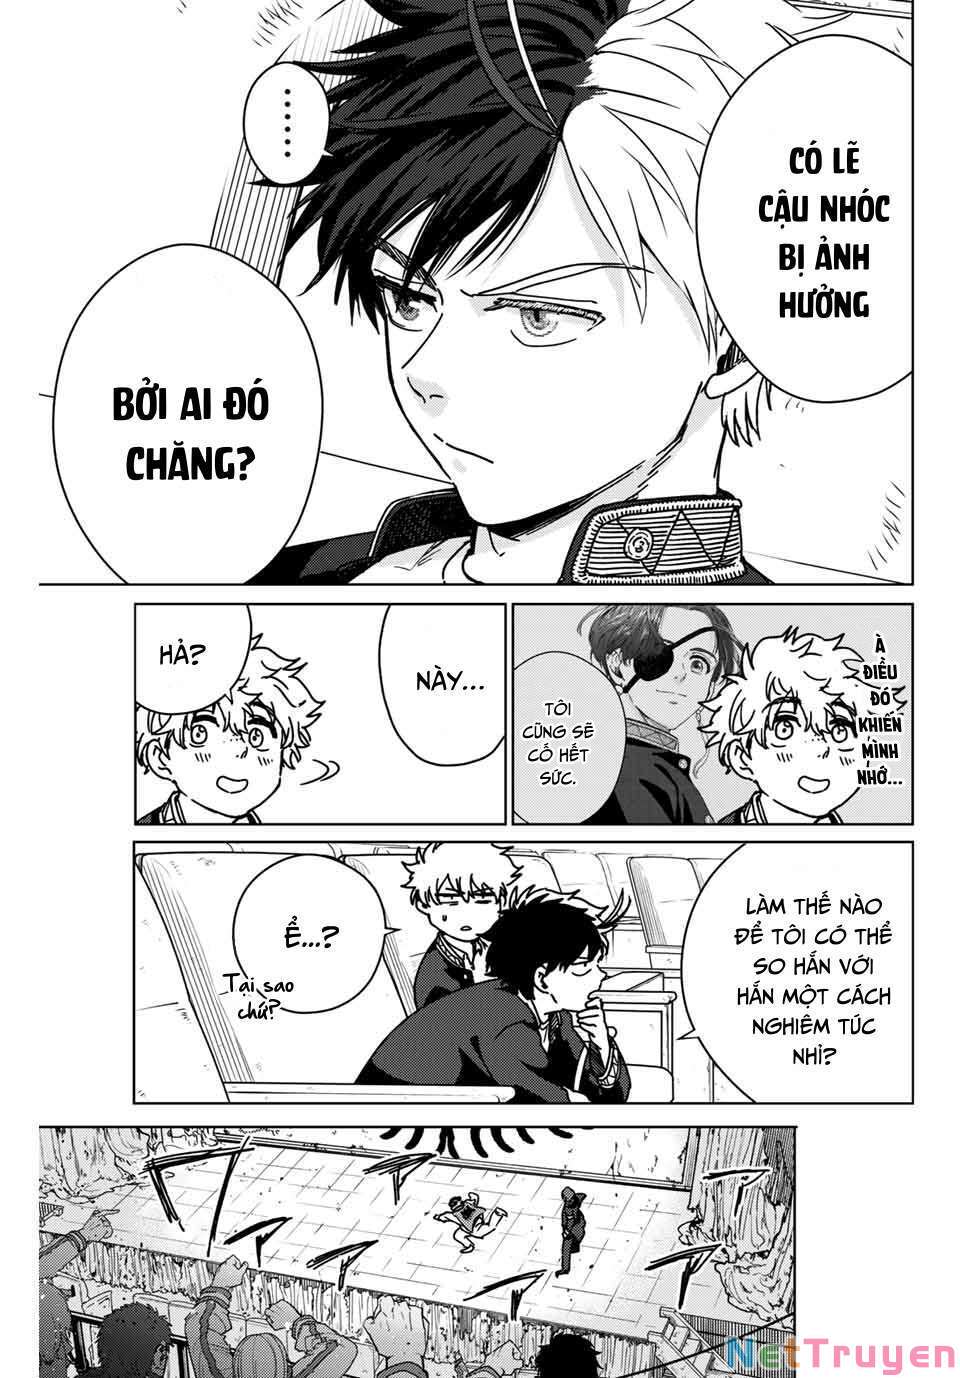 CÓ LẼ
CẬU NHÓC
BỊ ẢNH
HƯỞNG
.......
BỞI AI ĐÓ
CHĂNG?
À
ĐIỀU
ĐÓ
KHIẾN
MÌNH
NHỚ...
TÔI
CŨNG SẼ
CỐ HẾT
SỨC.
NÀY...
HẢ?
LÀM THẾ NÀO
ĐỂ TÔI CÓ THỂ
SO HẮN VỚI
HẮN MỘT CÁCH
NGHIÊM TÚC
NHỈ?
Ể...?
Tại sao
chứ?
NetTruyen